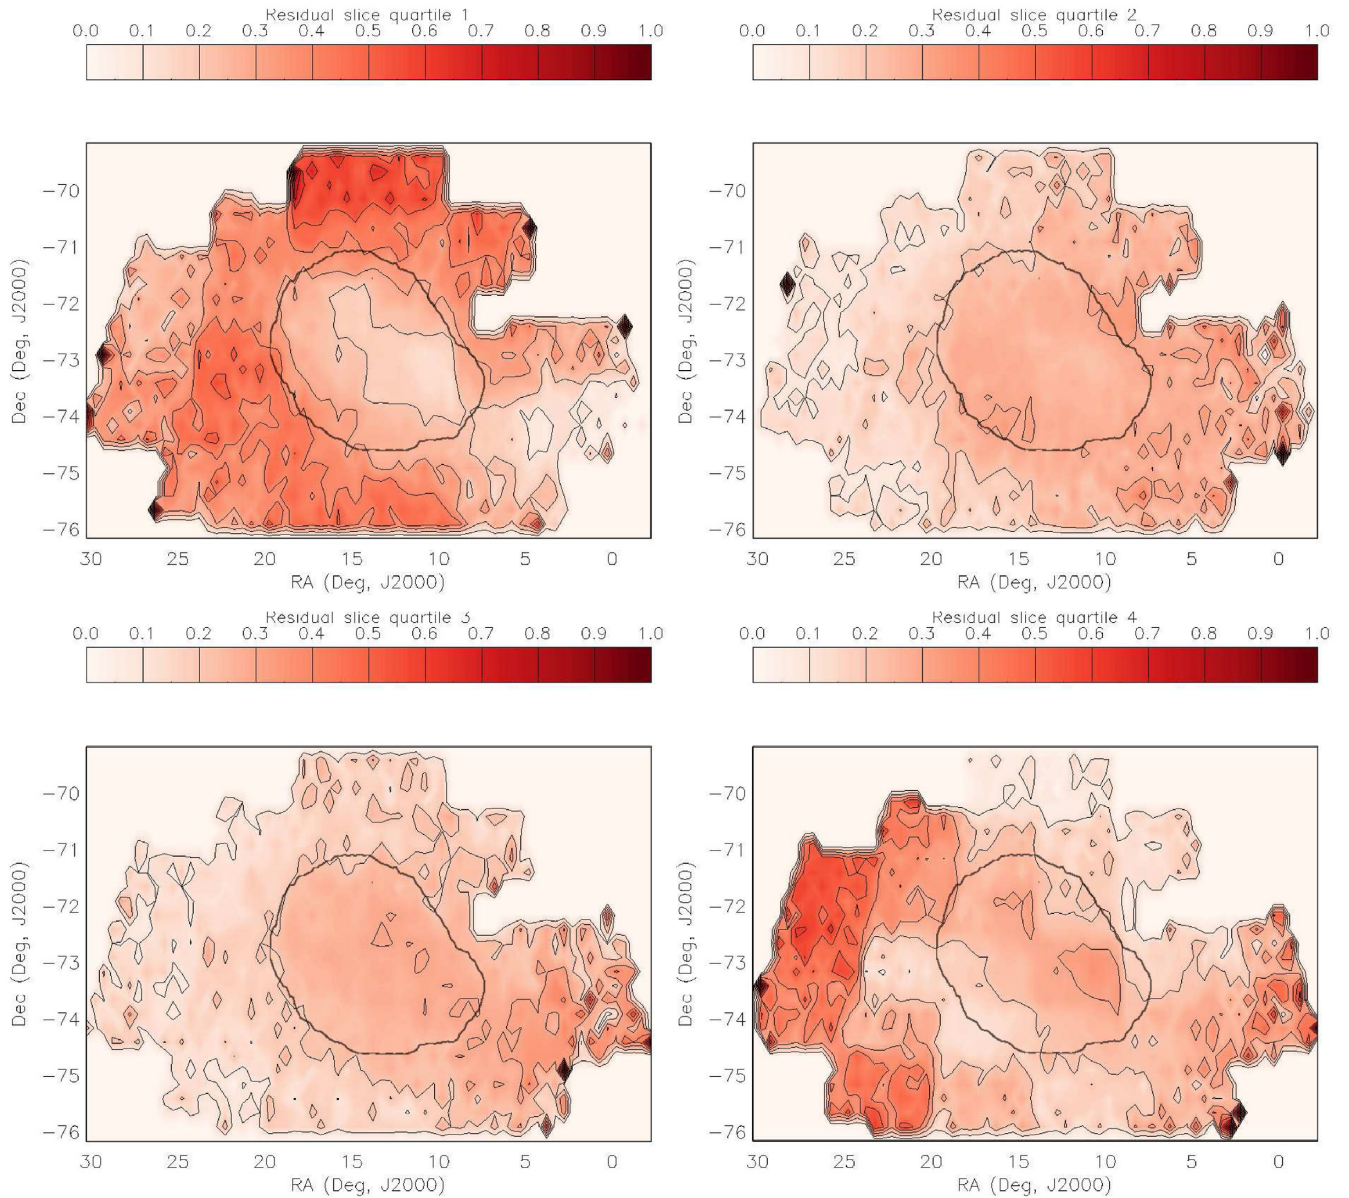 Residual slice quartile 1
0.0 0.1 0.2 0.3 0.4 0.5 0.6 0.7 0.8 0.9 1.0
-70
-71
-72
-73
-74
-75
-76
Dec (Deg, J2000)
30 25 20 15 10 5 0
RA (Deg, J2000)
Residual slice quartile 2
0.0 0.1 0.2 0.3 0.4 0.5 0.6 0.7 0.8 0.9 1.0
-70
-71
-72
-73
-74
-75
-76
Dec (Deg, J2000)
30 25 20 15 10 5 0
RA (Deg, J2000)
Residual slice quartile 3
0.0 0.1 0.2 0.3 0.4 0.5 0.6 0.7 0.8 0.9 1.0
-70
-71
-72
-73
-74
-75
-76
Dec (Deg, J2000)
30 25 20 15 10 5 0
RA (Deg, J2000)
Residual slice quartile 4
0.0 0.1 0.2 0.3 0.4 0.5 0.6 0.7 0.8 0.9 1.0
-70
-71
-72
-73
-74
-75
-76
Dec (Deg, J2000)
30 25 20 15 10 5 0
RA (Deg, J2000)